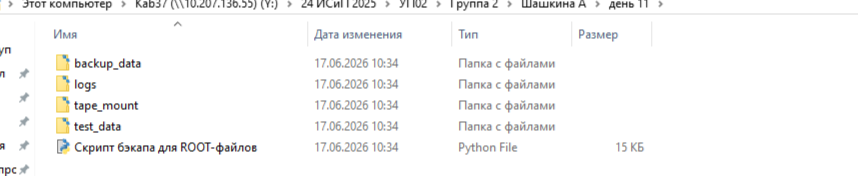 Этот компьютер > Каб37 (\\10.207.136.55) (Y:) > 24 ИСиП 2025 > УП02 > Группа 2 > Шашкина А > день 11 >
Имя Дата изменения Тип Размер
backup_data 17.06.2026 10:34 Папка с файлами
logs 17.06.2026 10:34 Папка с файлами
tape_mount 17.06.2026 10:34 Папка с файлами
test_data 17.06.2026 10:34 Папка с файлами
Скрипт бэкапа для ROOT-файлов 17.06.2026 10:34 Python File 15 КБ